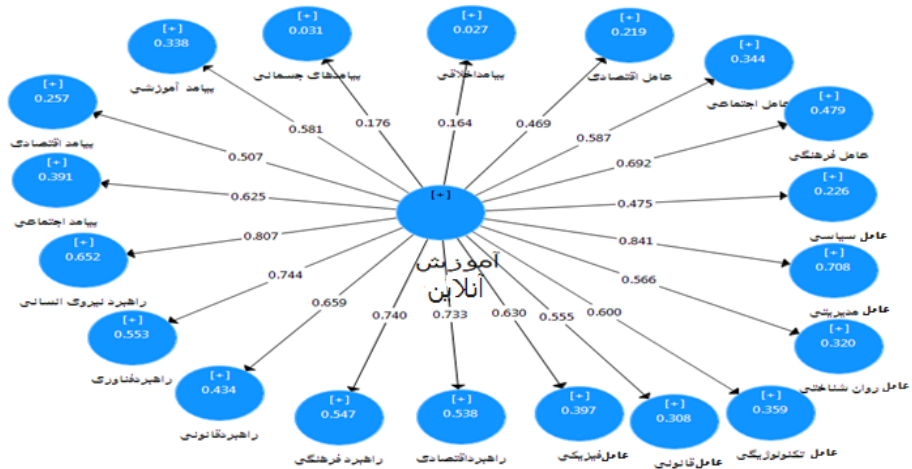 [+]
0.031
پیامدهای جسمانی
[+]
0.027
پیامداخلاقی
[+]
0.219
عامل اقتصادی
[+]
0.338
پیامد آموزشی
[+]
0.344
عامل اجتماعی
[+]
0.257
پیامد اقتصادی
[+]
0.479
عامل فرهنگی
[+]
0.391
پیامد اجتماعی
[+]
0.226
عامل سیاسی
[+]
0.652
راهبرد نیروی انسانی
[+]
0.708
عامل مدیریتی
[+]
0.553
راهبردفناوری
[+]
0.320
عامل روان شناختی
[+]
0.434
راهبردقانونی
[+]
0.547
راهبرد فرهنگی
[+]
0.538
راهبرداقتصادی
[+]
0.397
عامل فیزیکی
[+]
0.308
عامل قانونی
[+]
0.359
عامل تکنولوژیکی
[+]
آموزش
آنلاین
0.176
0.164
0.469
0.581
0.587
0.507
0.692
0.625
0.475
0.807
0.841
0.744
0.566
0.659
0.740
0.733
0.630
0.555
0.600